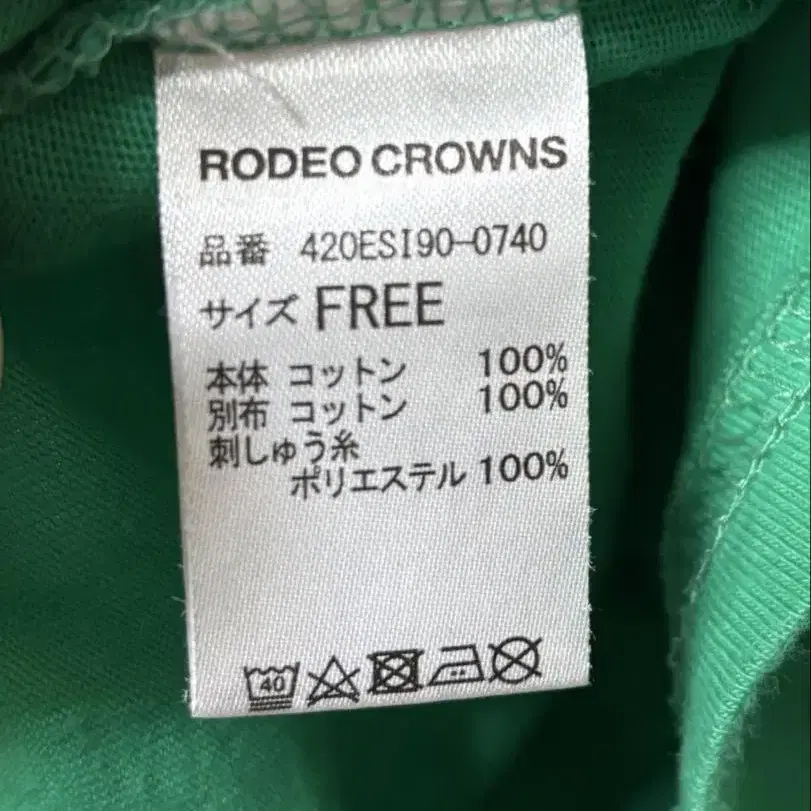 RODEO CROWNS
品番 420ESI90-0740
サイズ FREE
本体 コットン 100%
別布 コットン 100%
刺しゅう糸
ポリエステル 100%
40